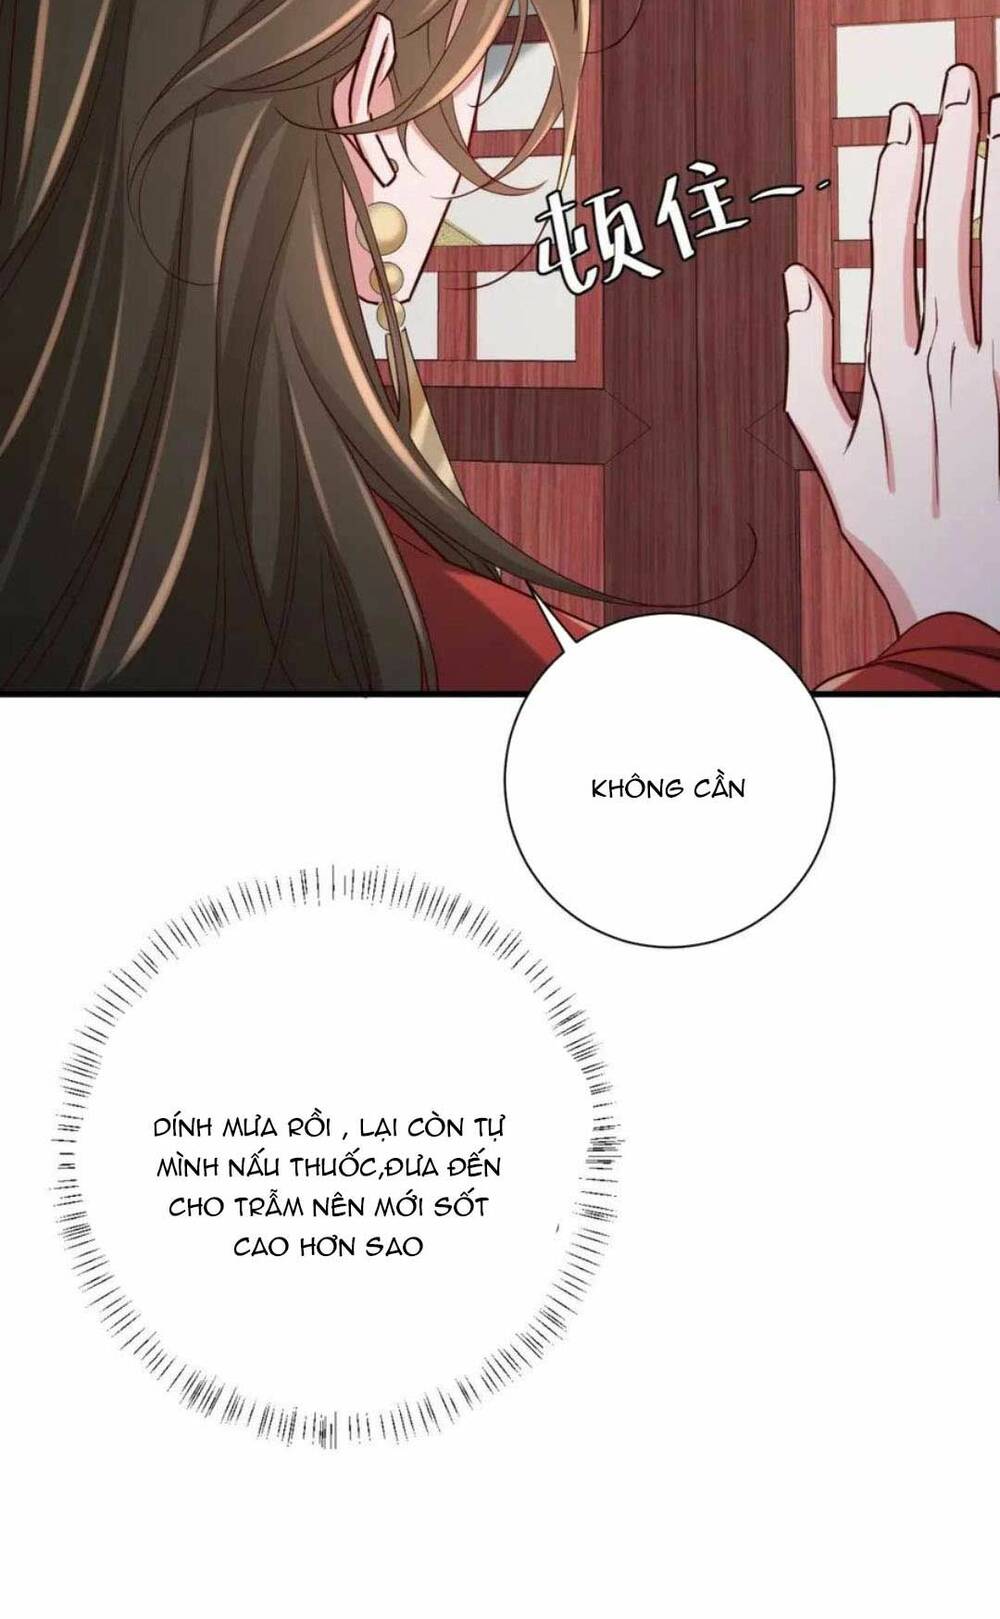 顿住一..
KHÔNG CẦN
DÍNH MƯA RỒI , LẠI CÒN TỰ
MÌNH NẤU THUỐC,ĐƯA ĐẾN
CHO TRẪM NÊN MỚI SỐT
CAO HƠN SAO